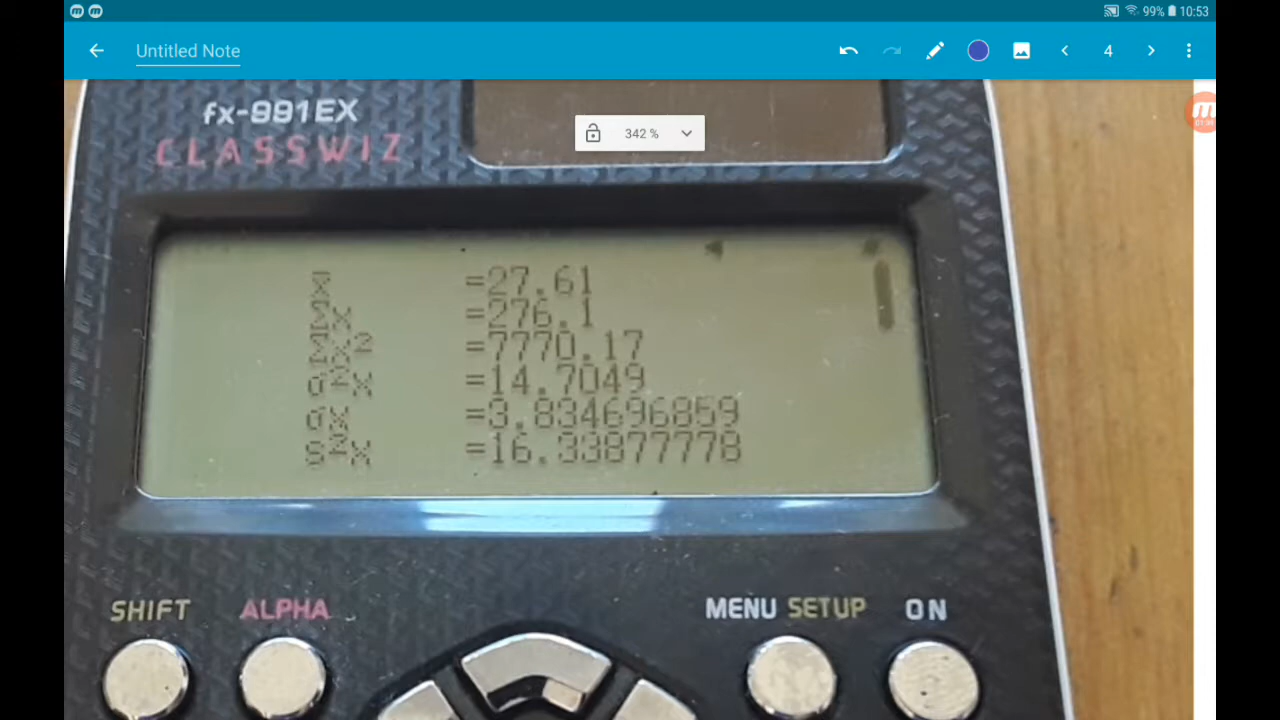 99% 10:53
Untitled Note
4
fx-991EX
CLASSWIZ
342 %
x̄ =27.61
Σx =276.1
Σx² =7770.17
σ²x =14.7049
σx =3.834696859
s²x =16.33877778
SHIFT ALPHA MENU SETUP ON